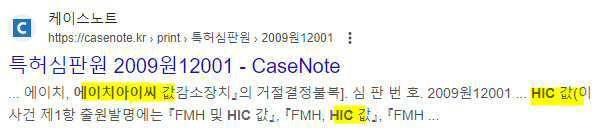 케이스노트
https://casenote.kr › print › 특허심판원 › 2009원12001
특허심판원 2009원12001 - CaseNote
... 에이치, 에이치아이씨 값감소장치』의 거절결정불복]. 심 판 번 호. 2009원12001 ... HIC 값(이
사건 제1항 출원발명에는 『FMH 및 HIC 값』, 『FMH, HIC 값』, 『FMH ...